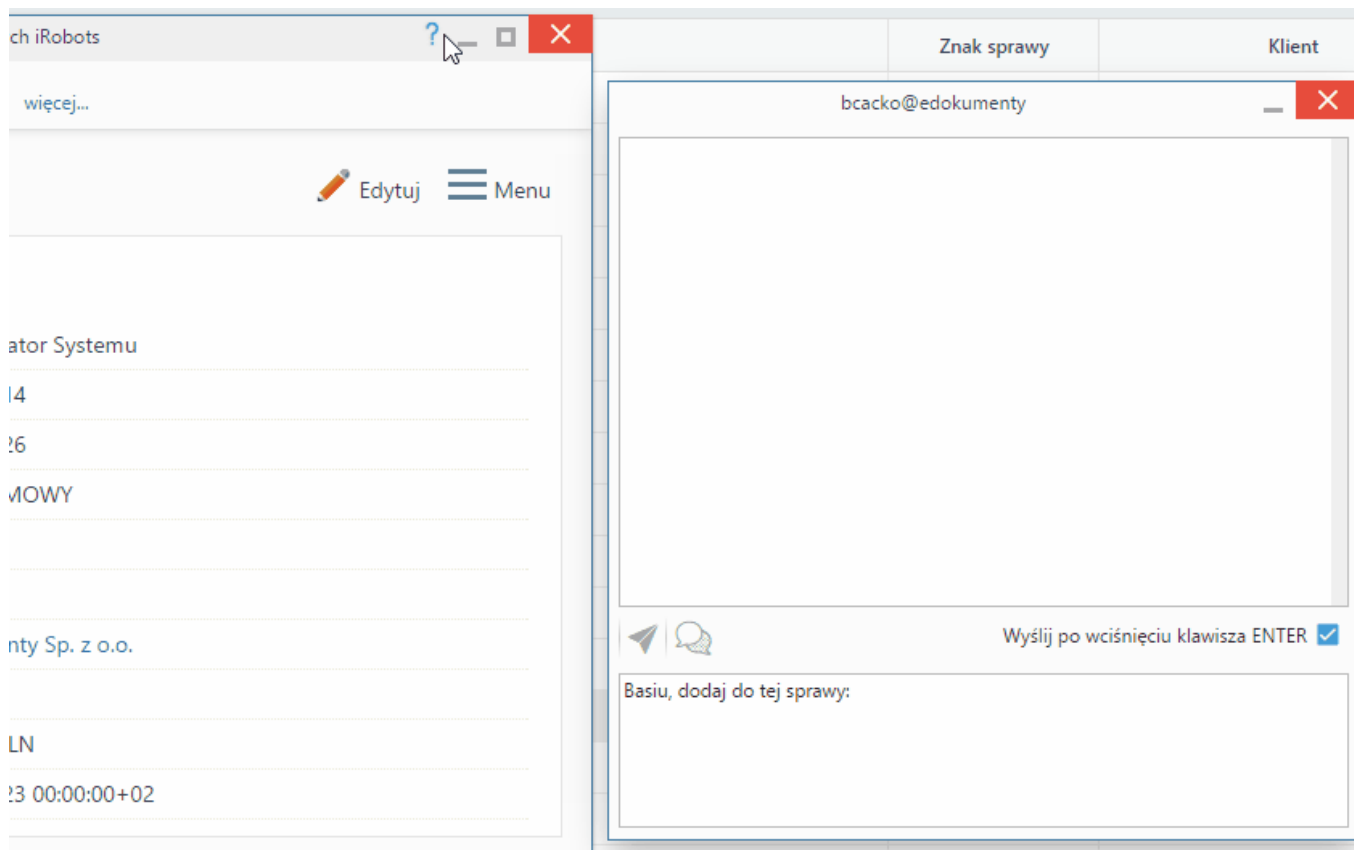 ch iRobots
?
więcej...
Edytuj
Menu
ator Systemu
14
26
MOWY
nty Sp. z o.o.
LN
23 00:00:00+02
Znak sprawy
Klient
bcacko@edokumenty
Wyślij po wciśnięciu klawisza ENTER
Basiu, dodaj do tej sprawy: